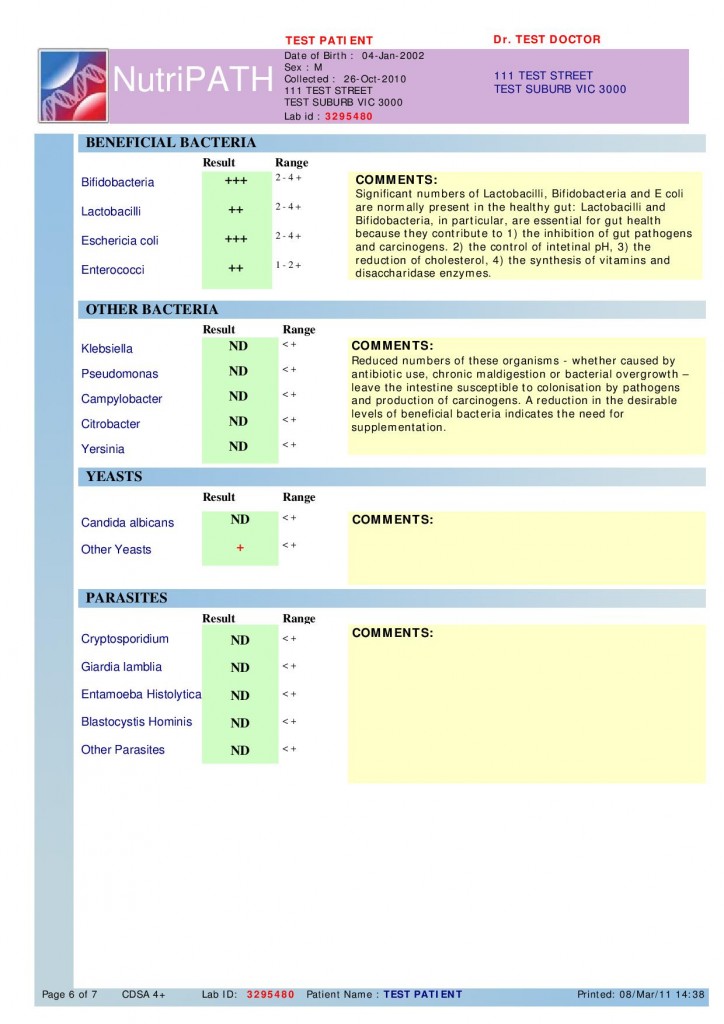 TEST PATIENT
Dr. TEST DOCTOR
NutriPATH
Date of Birth : 04-Jan-2002
Sex : M
Collected : 26-Oct-2010
111 TEST STREET
TEST SUBURB VIC 3000
Lab id : 3295480
111 TEST STREET
TEST SUBURB VIC 3000
BENEFICIAL BACTERIA
Result Range
Bifidobacteria +++ 2 - 4 +
Lactobacilli ++ 2 - 4 +
Eschericia coli +++ 2 - 4 +
Enterococci ++ 1 - 2 +
COMMENTS:
Significant numbers of Lactobacilli, Bifidobacteria and E coli
are normally present in the healthy gut: Lactobacilli and
Bifidobacteria, in particular, are essential for gut health
because they contribute to 1) the inhibition of gut pathogens
and carcinogens. 2) the control of intetinal pH, 3) the
reduction of cholesterol, 4) the synthesis of vitamins and
disaccharidase enzymes.
OTHER BACTERIA
Result Range
Klebsiella ND < +
Pseudomonas ND < +
Campylobacter ND < +
Citrobacter ND < +
Yersinia ND < +
COMMENTS:
Reduced numbers of these organisms - whether caused by
antibiotic use, chronic maldigestion or bacterial overgrowth –
leave the intestine susceptible to colonisation by pathogens
and production of carcinogens. A reduction in the desirable
levels of beneficial bacteria indicates the need for
supplementation.
YEASTS
Result Range
Candida albicans ND < +
Other Yeasts + < +
COMMENTS:
PARASITES
Result Range
Cryptosporidium ND < +
Giardia lamblia ND < +
Entamoeba Histolytica ND < +
Blastocystis Hominis ND < +
Other Parasites ND < +
COMMENTS:
Page 6 of 7 CDSA 4+ Lab ID: 3295480 Patient Name : TEST PATIENT Printed: 08/Mar/11 14:38